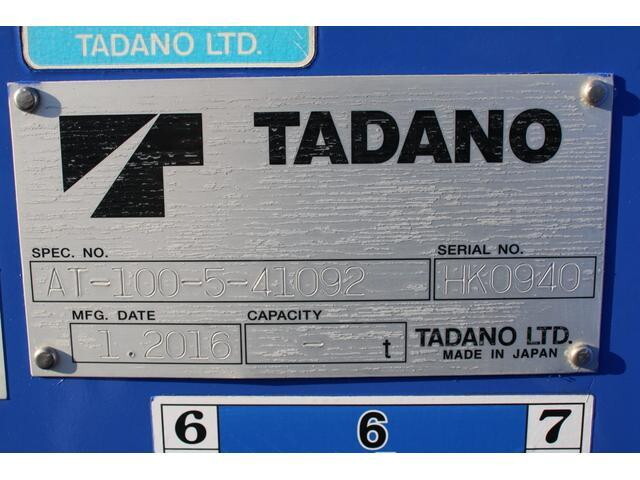 TADANO LTD.
TADANO
SPEC. NO.
SERIAL NO.
AT-100-5-41092
HK0940
MFG. DATE
CAPACITY
1.2016
- t
TADANO LTD.
MADE IN JAPAN
6 6 7